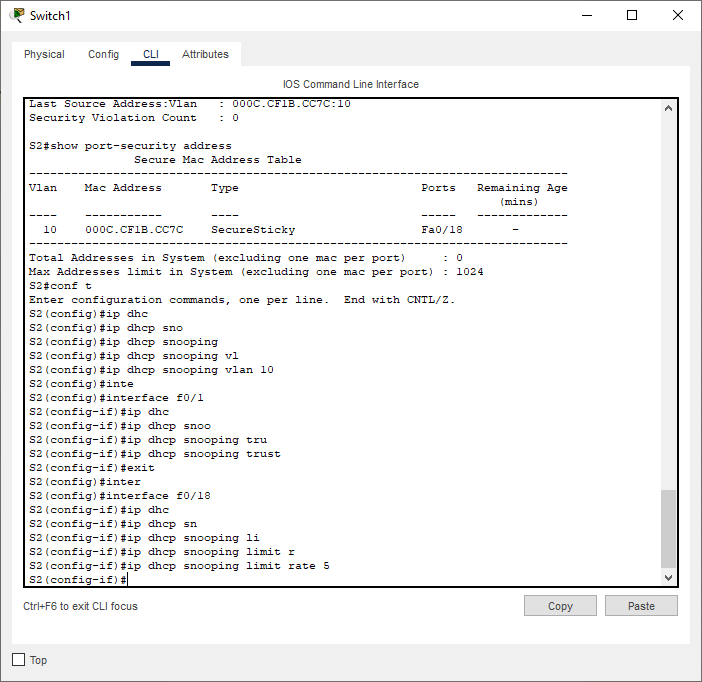 Switch1
Physical Config CLI Attributes
IOS Command Line Interface
Last Source Address:Vlan   : 000C.CF1B.CC7C:10
Security Violation Count   : 0
S2#show port-security address
               Secure Mac Address Table
-----------------------------------------------------------------------------
Vlan    Mac Address       Type                          Ports   Remaining Age
                                                                   (mins)
----    -----------       ----                          -----   -------------
  10    000C.CF1B.CC7C    SecureSticky                  Fa0/18       -
-----------------------------------------------------------------------------
Total Addresses in System (excluding one mac per port)     : 0
Max Addresses limit in System (excluding one mac per port) : 1024
S2#conf t
Enter configuration commands, one per line.  End with CNTL/Z.
S2(config)#ip dhc
S2(config)#ip dhcp sno
S2(config)#ip dhcp snooping
S2(config)#ip dhcp snooping vl
S2(config)#ip dhcp snooping vlan 10
S2(config)#inte
S2(config)#interface f0/1
S2(config-if)#ip dhc
S2(config-if)#ip dhcp snoo
S2(config-if)#ip dhcp snooping tru
S2(config-if)#ip dhcp snooping trust
S2(config-if)#exit
S2(config)#inter
S2(config)#interface f0/18
S2(config-if)#ip dhc
S2(config-if)#ip dhcp sn
S2(config-if)#ip dhcp snooping li
S2(config-if)#ip dhcp snooping limit r
S2(config-if)#ip dhcp snooping limit rate 5
S2(config-if)#
Ctrl+F6 to exit CLI focus
Copy Paste
Top